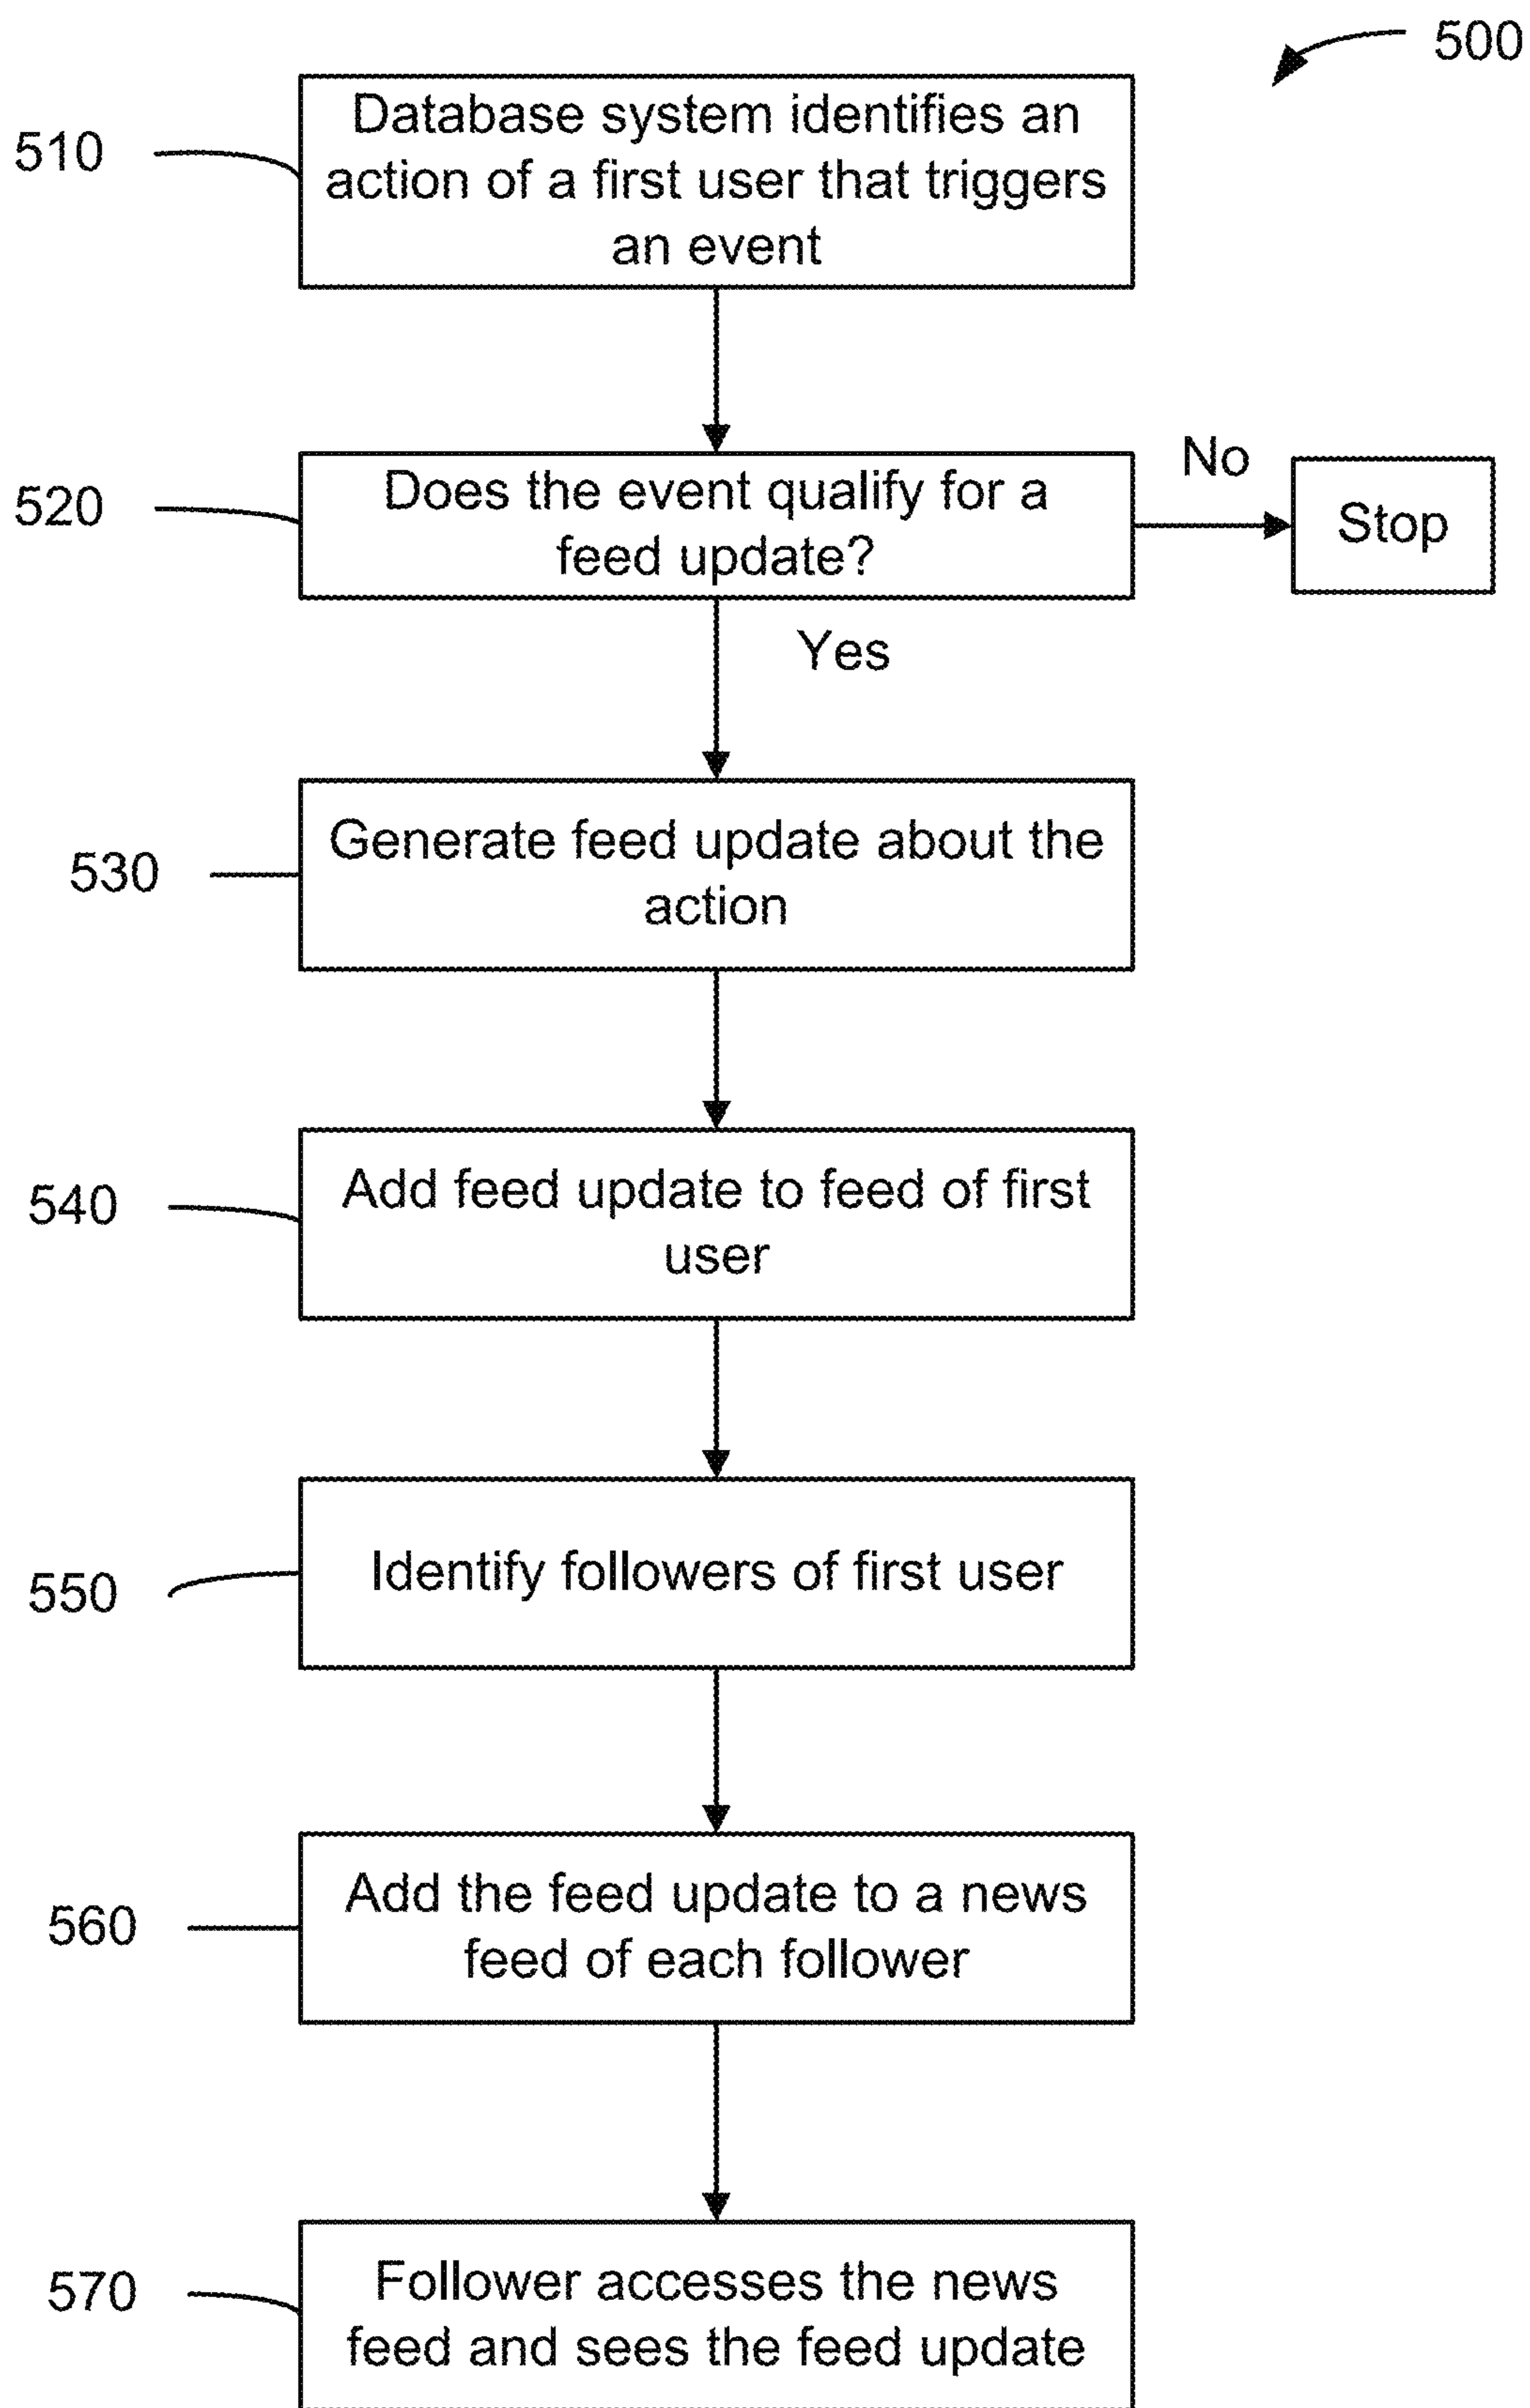 500
510
Database system identifies an
action of a first user that triggers
an event
520
Does the event qualify for a
feed update?
No
Stop
Yes
530
Generate feed update about the
action
540
Add feed update to feed of first
user
550
Identify followers of first user
560
Add the feed update to a news
feed of each follower
570
Follower accesses the news
feed and sees the feed update